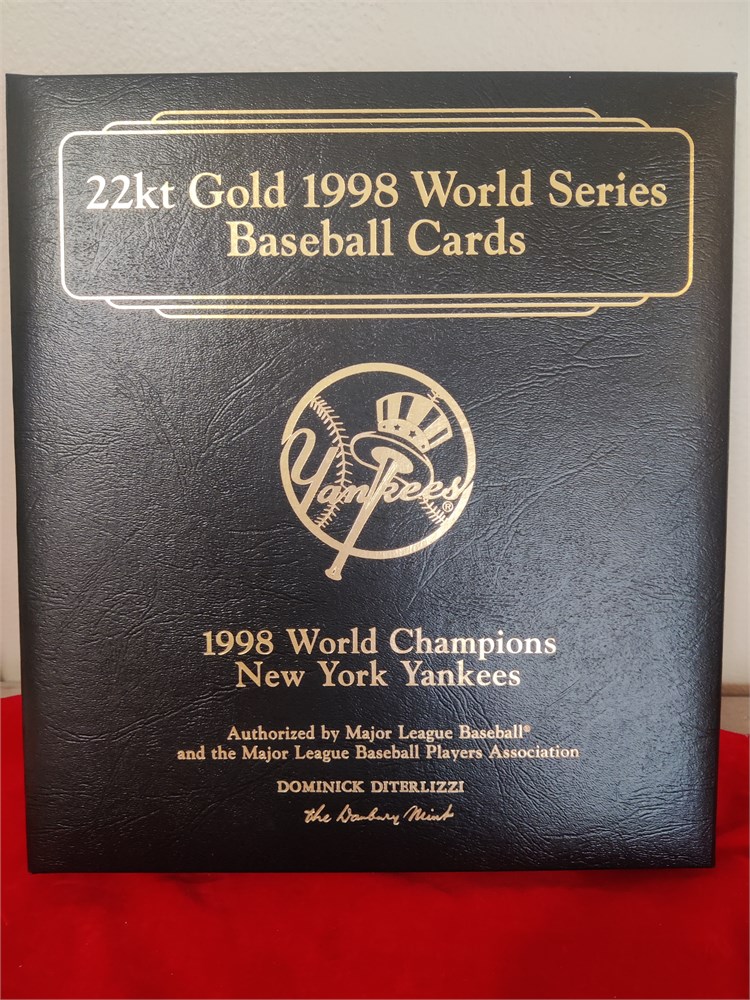 22kt Gold 1998 World Series
Baseball Cards
Yankees®
1998 World Champions
New York Yankees
Authorized by Major League Baseball®
and the Major League Baseball Players Association
DOMINICK DITERLIZZI
the Danbury Mint